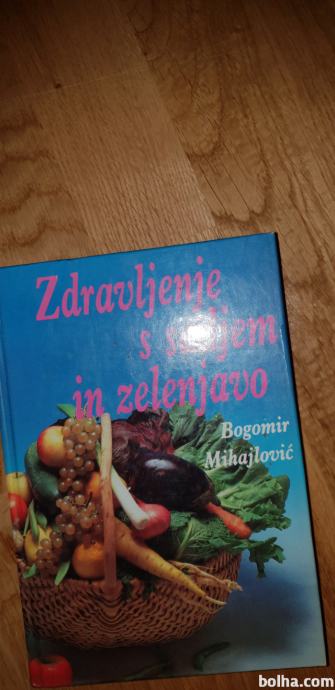 Zdravljenje
s sadjem
in zelenjavo
Bogomir
Mihajlović
bolha.com